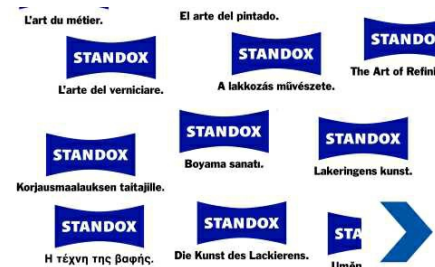 L'art du métier.
El arte del pintado.
STANDOX
L'arte del verniciare.
STANDOX
A lakkozás művészete.
STANDO
The Art of Refini
STANDOX
Korjausmaalauksen taitajille.
STANDOX
Boyama sanatı.
STANDOX
Lakeringens kunst.
STANDOX
Η τέχνη της βαφής.
STANDOX
Die Kunst des Lackierens.
STA